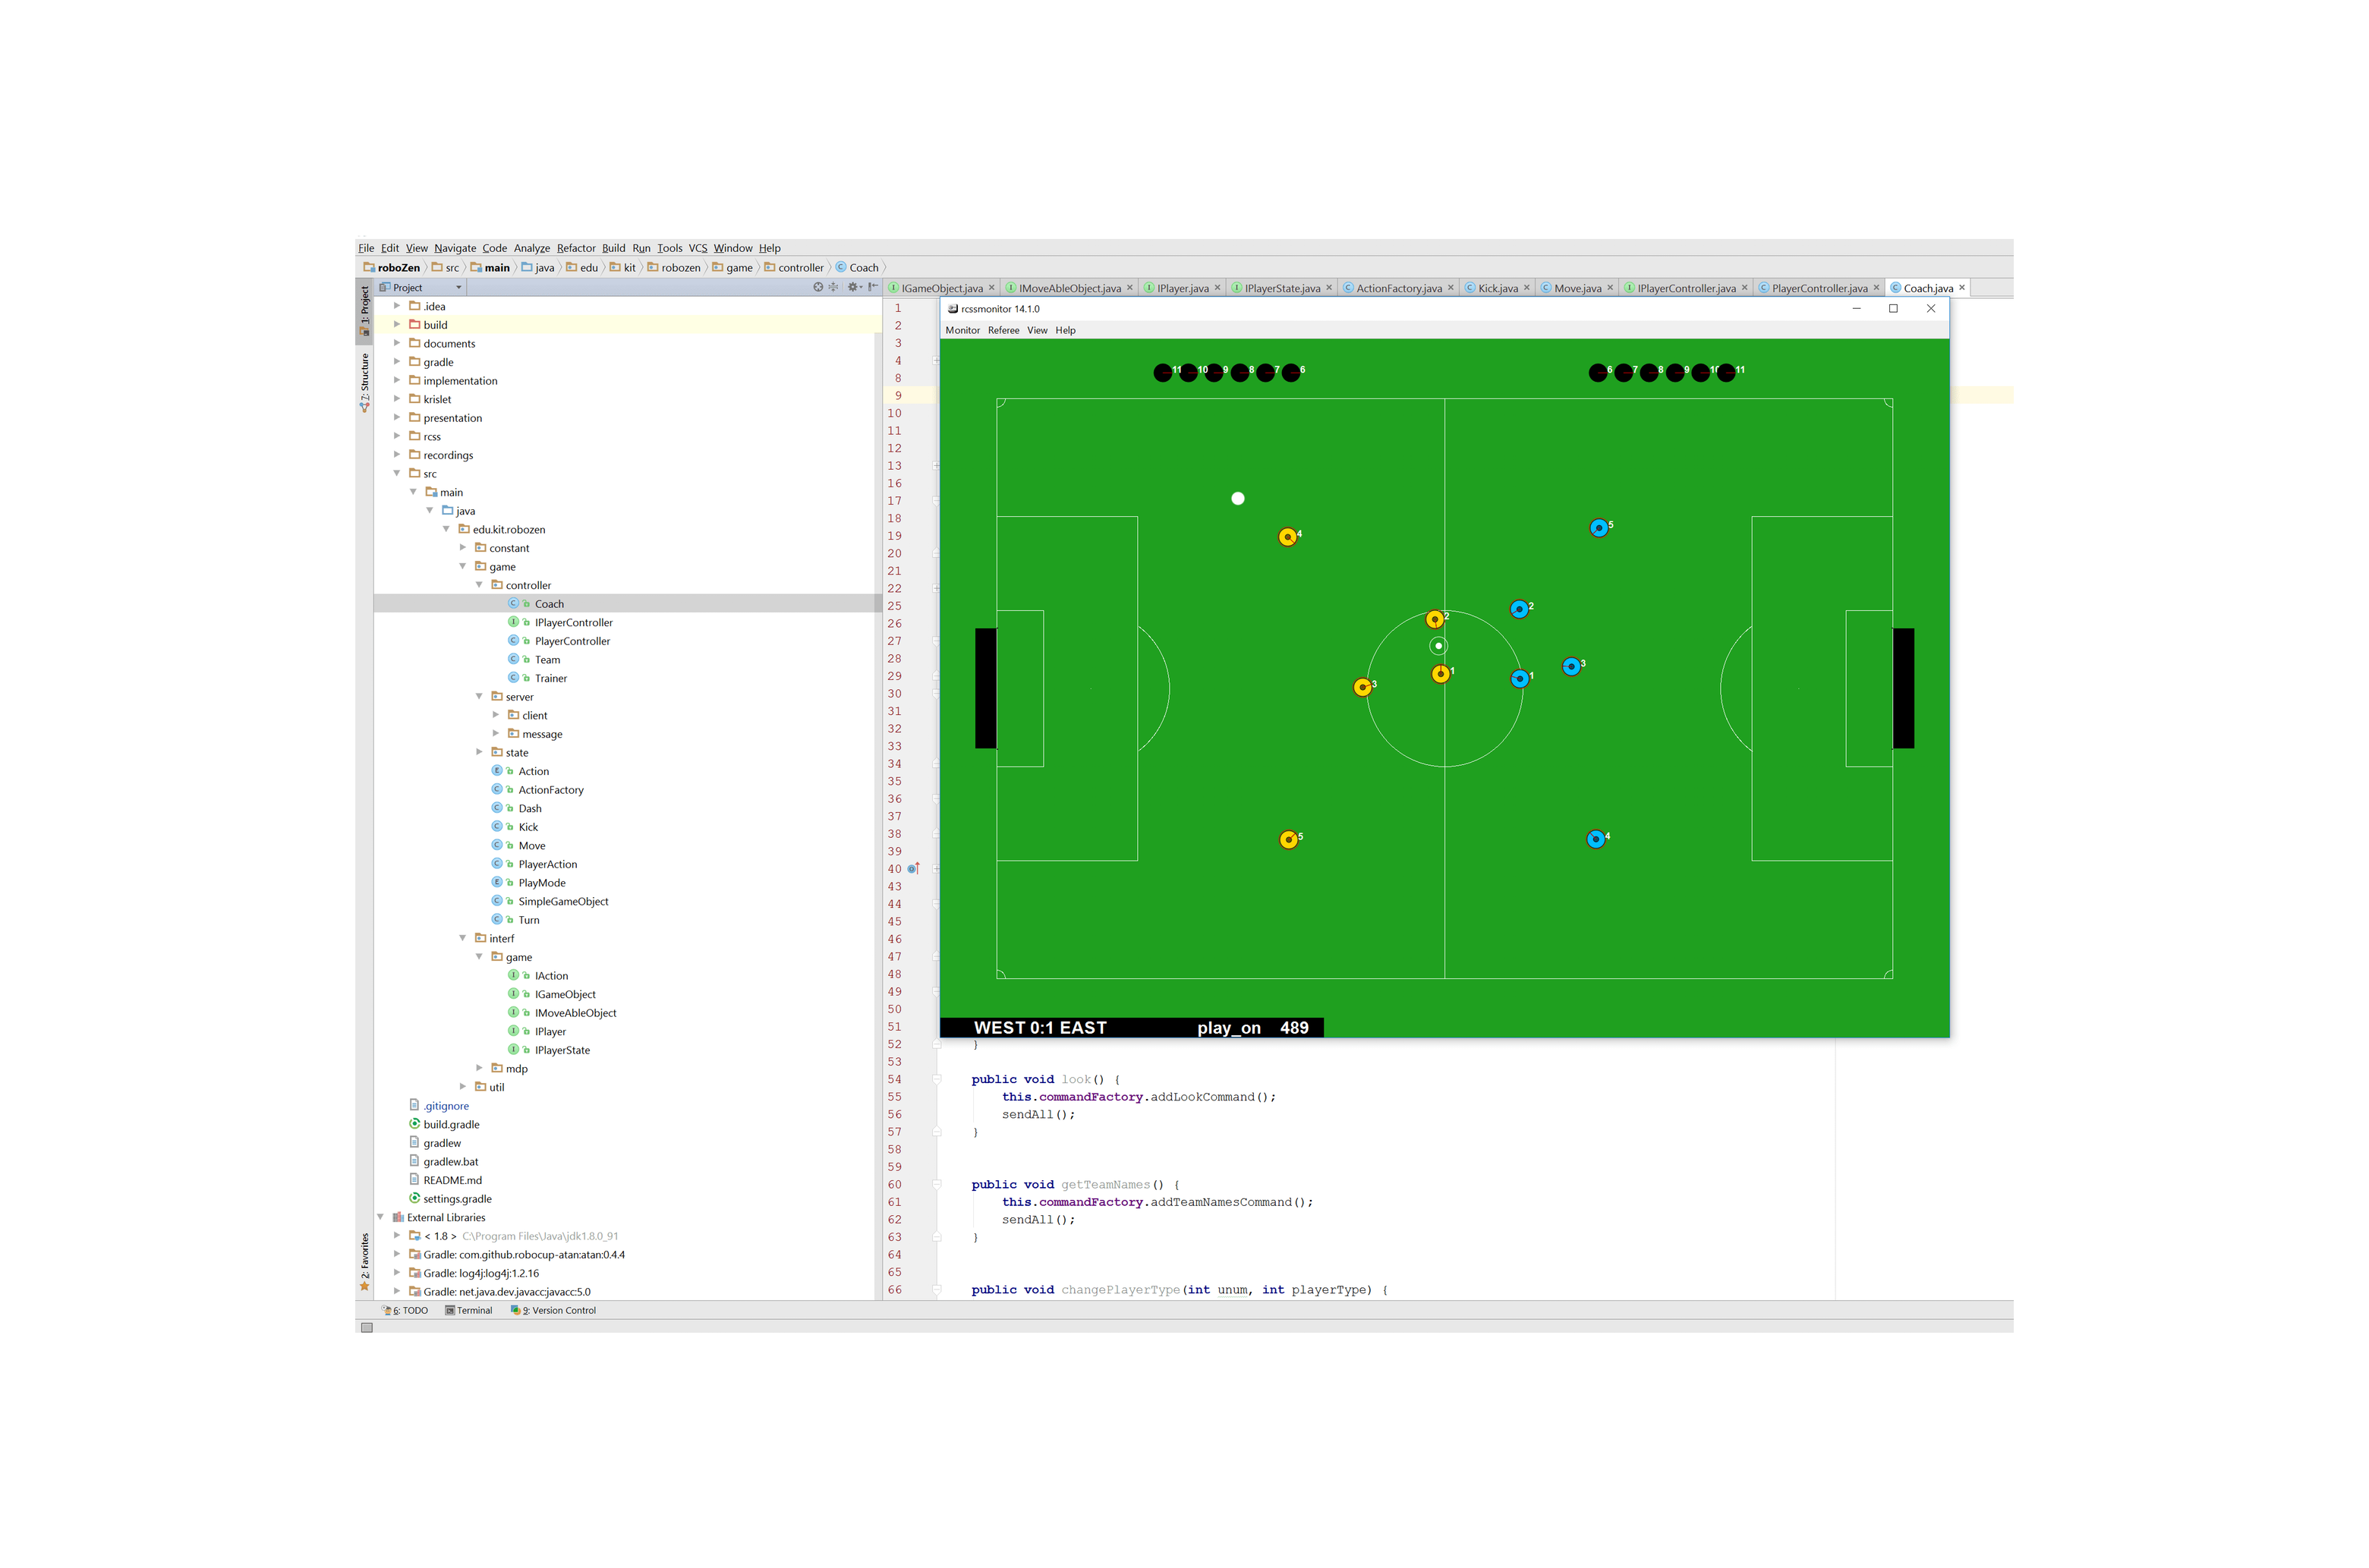 File Edit View Navigate Code Analyze Refactor Build Run Tools VCS Window Help
roboZen src main java edu kit robozen game controller Coach
Project
IGameObject.java IMoveAbleObject.java IPlayer.java IPlayerState.java ActionFactory.java Kick.java Move.java IPlayerController.java PlayerController.java Coach.java
1: Project
7: Structure
2: Favorites
.idea
build
documents
gradle
implementation
krislet
presentation
rcss
recordings
src
main
java
edu.kit.robozen
constant
game
controller
Coach
IPlayerController
PlayerController
Team
Trainer
server
client
message
state
Action
ActionFactory
Dash
Kick
Move
PlayerAction
PlayMode
SimpleGameObject
Turn
interf
game
IAction
IGameObject
IMoveAbleObject
IPlayer
IPlayerState
mdp
util
.gitignore
build.gradle
gradlew
gradlew.bat
README.md
settings.gradle
External Libraries
< 1.8 > C:\Program Files\Java\jdk1.8.0_91
Gradle: com.github.robocup-atan:atan:0.4.4
Gradle: log4j:log4j:1.2.16
Gradle: net.java.dev.javacc:javacc:5.0
1
2
3
4
8
9
10
11
12
13
16
17
18
19
20
21
22
25
26
27
28
29
30
31
32
33
34
35
36
37
38
39
40
43
44
45
46
47
48
49
50
51
rcssmonitor 14.1.0
Monitor Referee View Help
11 10 9 8 7 6 6 7 8 9 10 11
4 5
2 2
1 1 3
3
5 4
WEST 0:1 EAST play_on 489
52 }
53
54 public void look() {
55 this.commandFactory.addLookCommand();
56 sendAll();
57 }
58
59
60 public void getTeamNames() {
61 this.commandFactory.addTeamNamesCommand();
62 sendAll();
63 }
64
65
66 public void changePlayerType(int unum, int playerType) {
6: TODO Terminal 9: Version Control